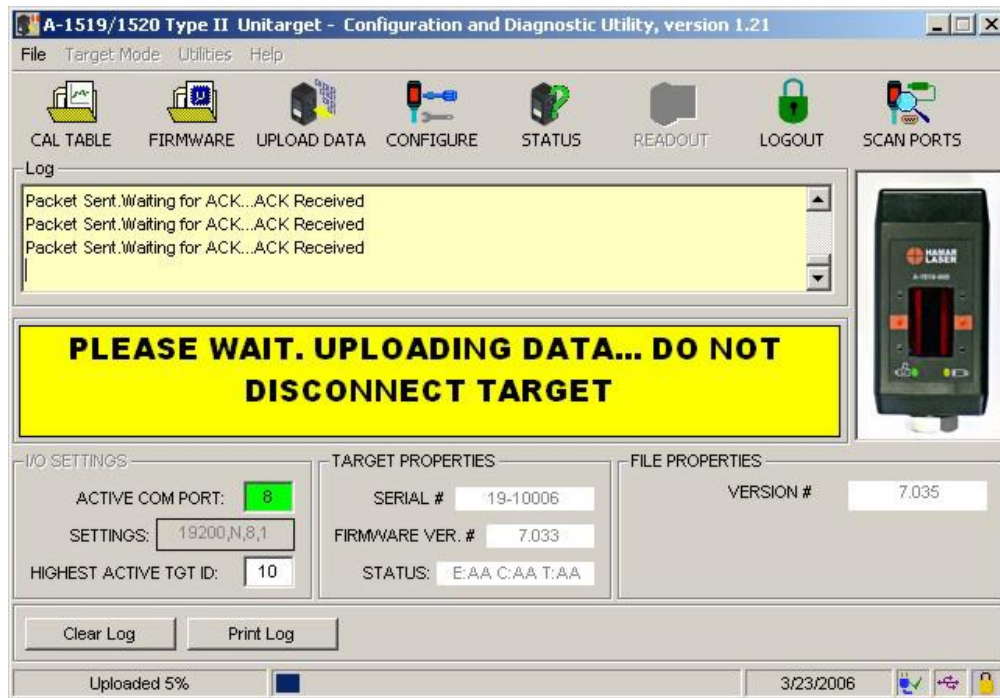 A-1519/1520 Type II Unitarget - Configuration and Diagnostic Utility, version 1.21
File Target Mode Utilities Help
CAL TABLE FIRMWARE UPLOAD DATA CONFIGURE STATUS READOUT LOGOUT SCAN PORTS
Log
Packet Sent.Waiting for ACK...ACK Received
Packet Sent.Waiting for ACK...ACK Received
Packet Sent.Waiting for ACK...ACK Received
HAMAR
LASER
PLEASE WAIT. UPLOADING DATA... DO NOT
DISCONNECT TARGET
I/O SETTINGS
ACTIVE COM PORT: 8
SETTINGS: 19200,N,8,1
HIGHEST ACTIVE TGT ID: 10
TARGET PROPERTIES
SERIAL # 19-10006
FIRMWARE VER. # 7.033
STATUS: E:AA C:AA T:AA
FILE PROPERTIES
VERSION # 7.035
Clear Log Print Log
Uploaded 5% 3/23/2006